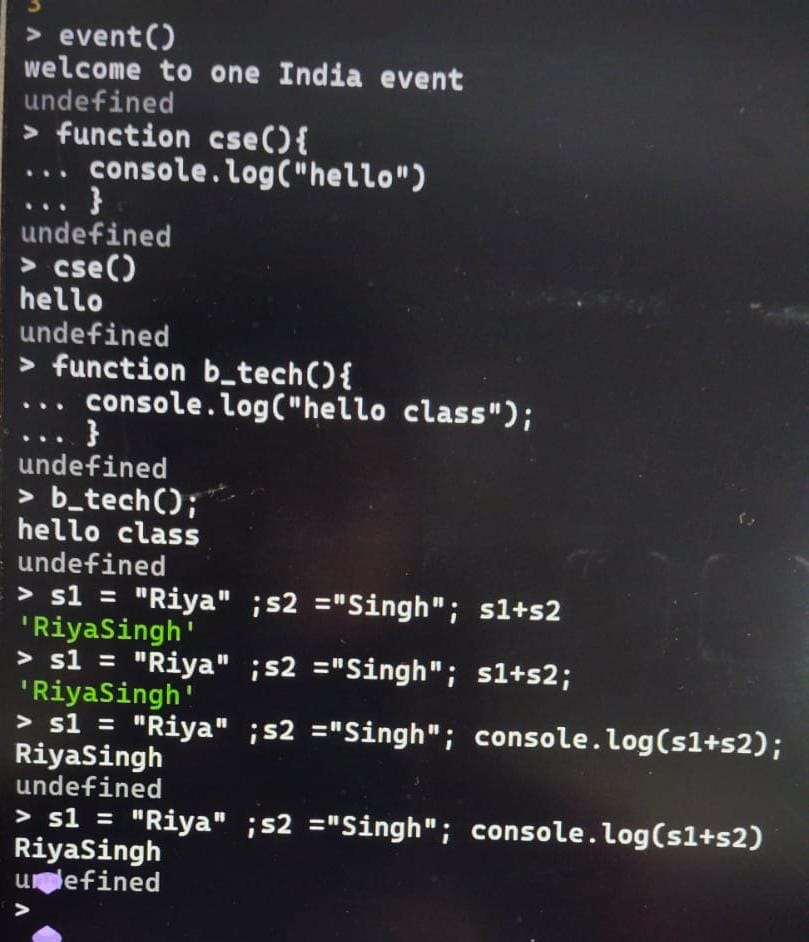 3
> event()
welcome to one India event
undefined
> function cse(){
... console.log("hello")
... }
undefined
> cse()
hello
undefined
> function b_tech(){
... console.log("hello class");
... }
undefined
> b_tech();
hello class
undefined
> s1 = "Riya" ;s2 ="Singh"; s1+s2
'RiyaSingh'
> s1 = "Riya" ;s2 ="Singh"; s1+s2;
'RiyaSingh'
> s1 = "Riya" ;s2 ="Singh"; console.log(s1+s2);
RiyaSingh
undefined
> s1 = "Riya" ;s2 ="Singh"; console.log(s1+s2)
RiyaSingh
undefined
>